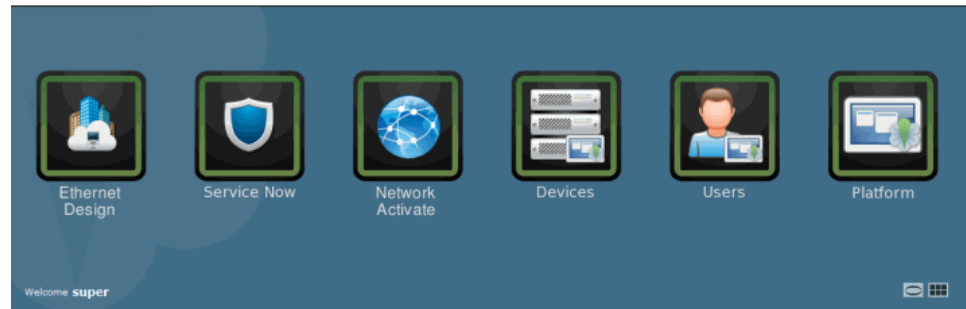 Ethernet
Design
Service Now
Network
Activate
Devices
Users
Platform
Welcome super